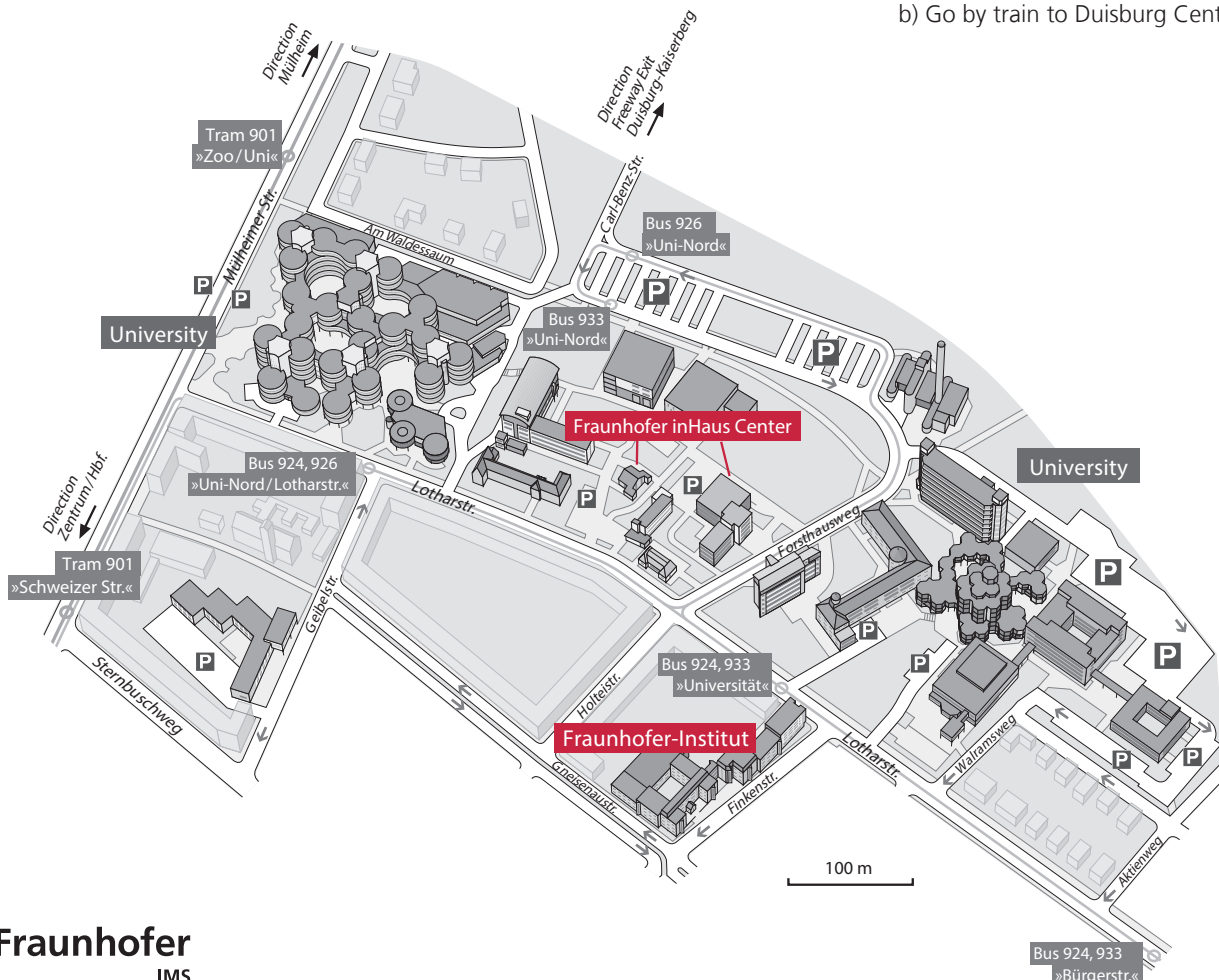 b) Go by train to Duisburg Cent
Direction
Mülheim
Direction
Freeway Exit
Duisburg-Kaiserberg
Tram 901
»Zoo/Uni«
Carl-Benz-Str.
Mülheimer Str.
Am Waldessaum
Bus 926
»Uni-Nord«
P
P
P
University
Bus 933
»Uni-Nord«
P
Fraunhofer inHaus Center
Bus 924, 926
»Uni-Nord/Lotharstr.«
University
Direction
Zentrum/Hbf.
Lotharstr.
P
P
Forsthausweg
Tram 901
»Schweizer Str.«
Geibelstr.
P
P
P
P
P
Sternbuschweg
Holteistr.
Bus 924, 933
»Universität«
Fraunhofer-Institut
Lotharstr.
Walramsweg
P
P
Gneisenaustr.
Finkenstr.
Aktienweg
100 m
Fraunhofer
IMS
Bus 924, 933
»Bürgerstr.«